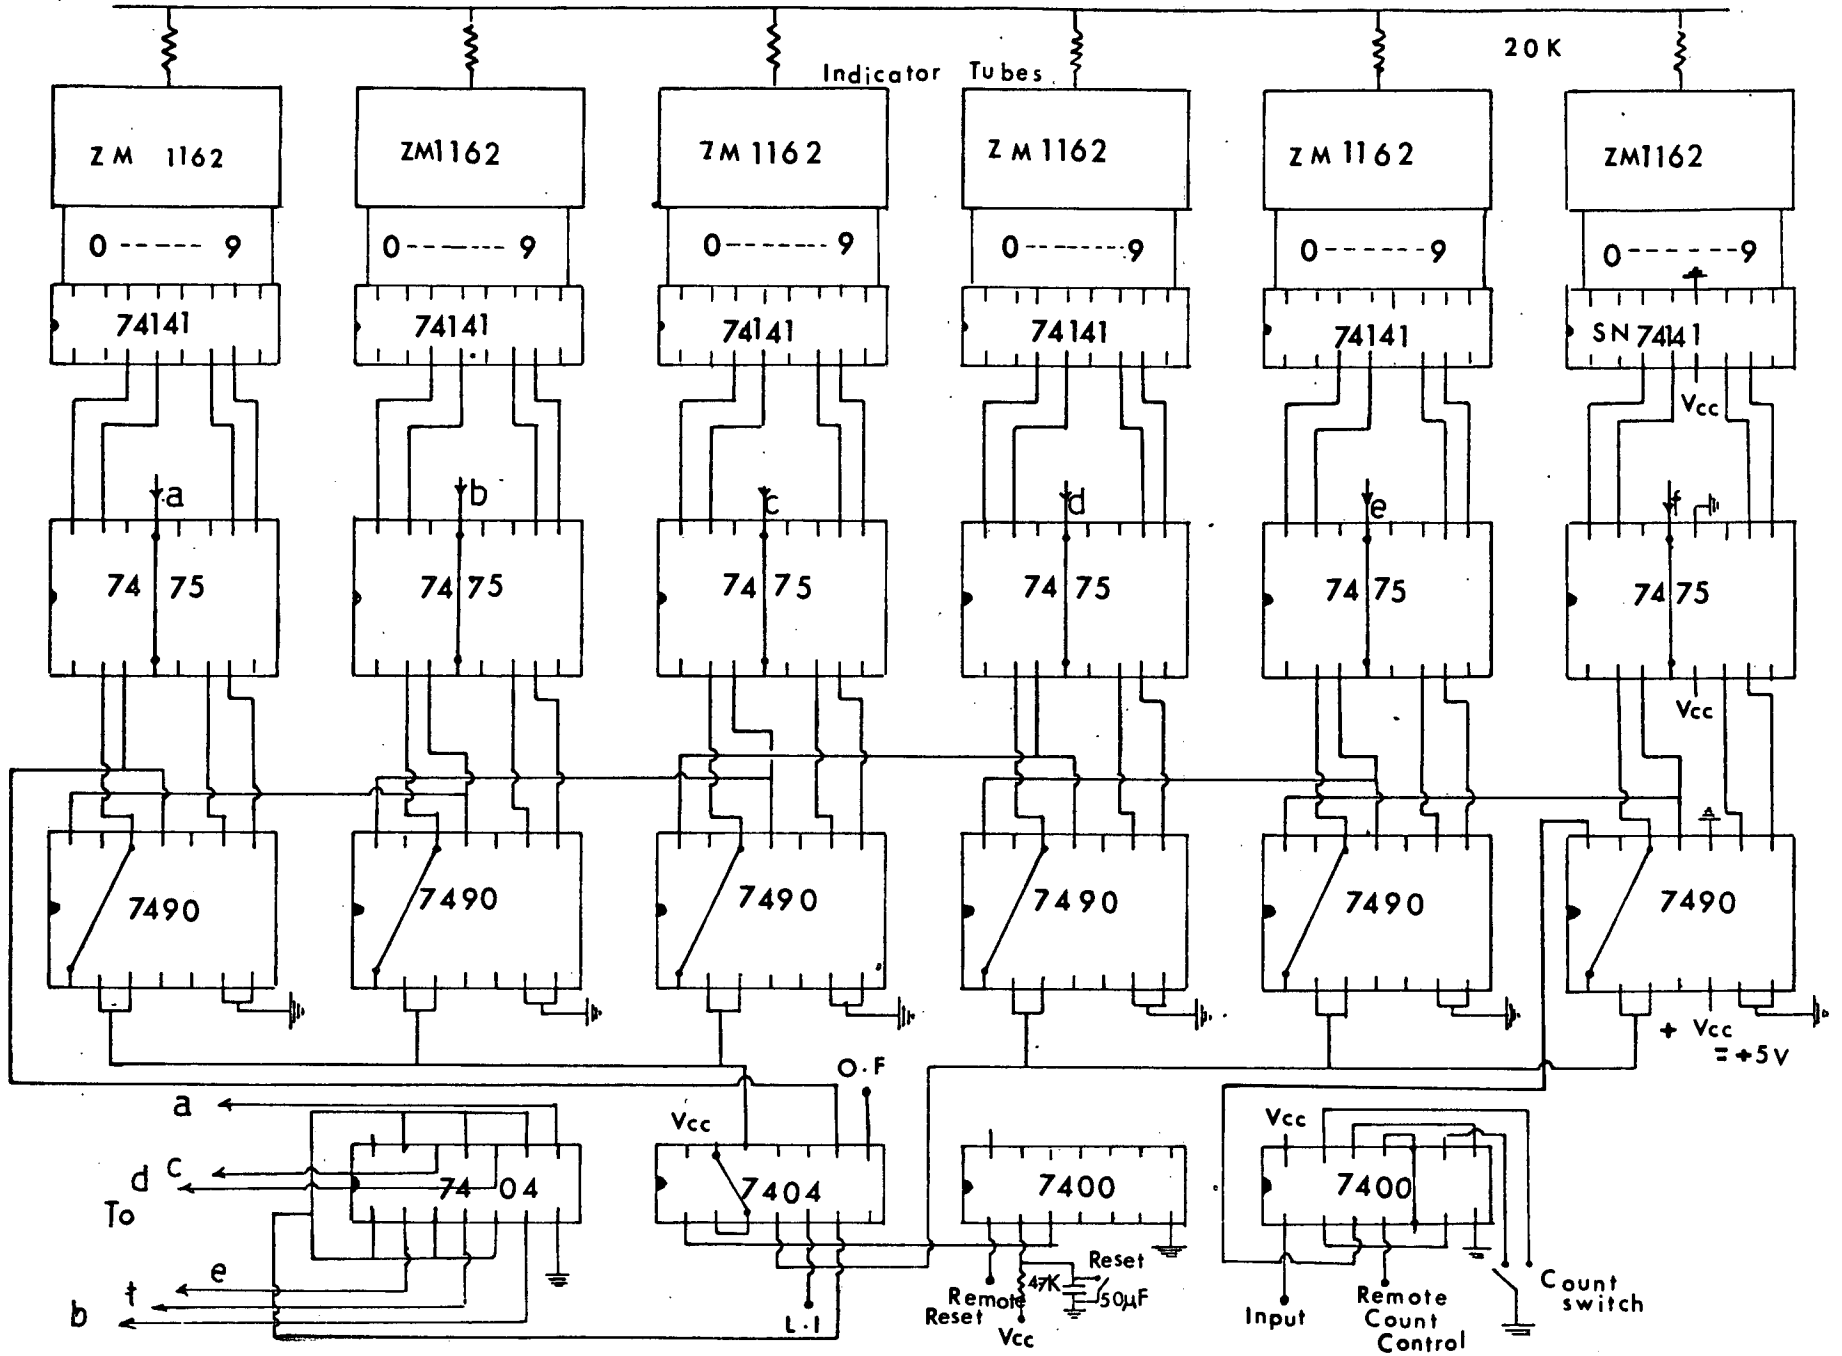 20K
Indicator Tubes
ZM 1162
ZM1162
ZM 1162
ZM 1162
ZM 1162
ZM1162
0 ----- 9
0 ------ 9
0 ------ 9
0 ------ 9
0 ------ 9
0 ------ 9
74141
74141
74141
74141
74141
SN 74141
Vcc
a
b
c
d
e
f
74 75
74 75
74 75
74 75
74 75
74 75
Vcc
7490
7490
7490
7490
7490
7490
+ Vcc
= +5V
O.F
a
Vcc
Vcc
d c
To
74 04
7404
7400
7400
e
f
b
L.I
Remote
Reset
47K
Vcc
Reset
50µF
Input
Remote
Count
Control
Count
switch